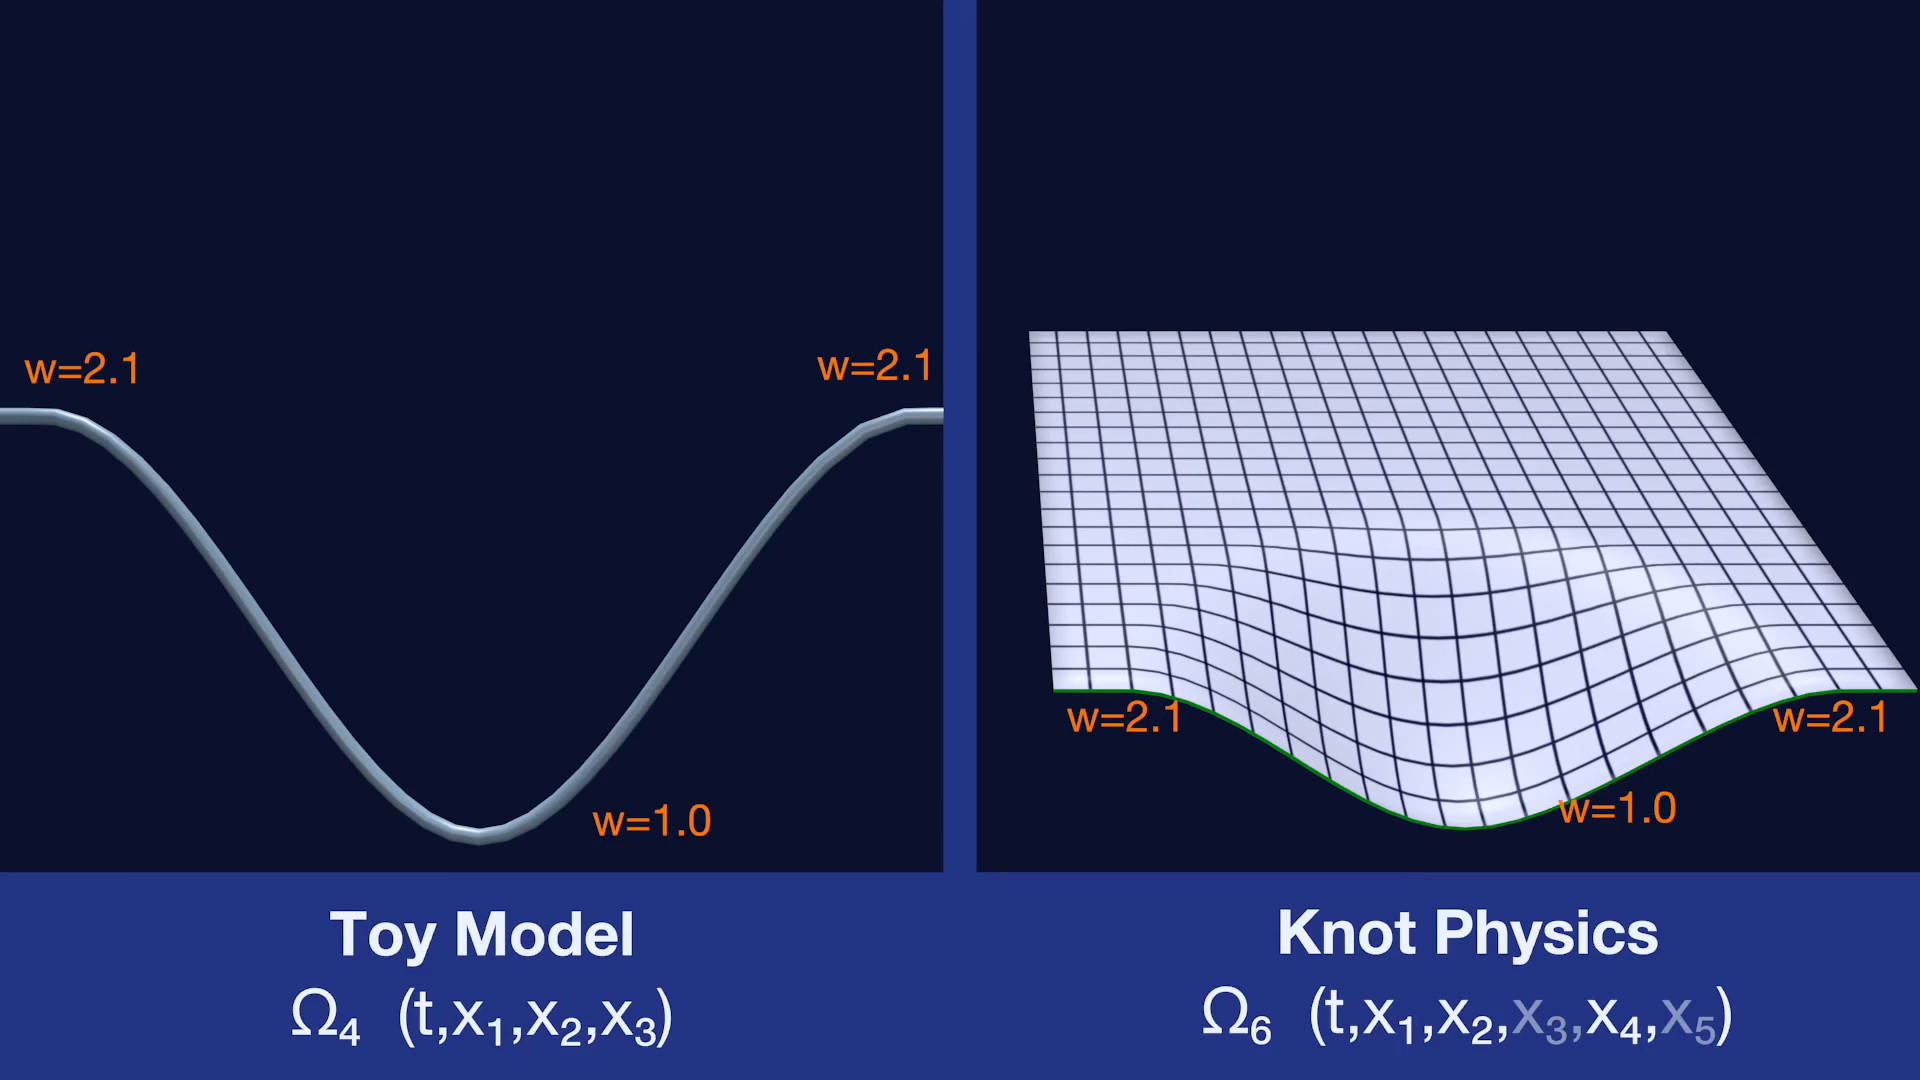 w=2.1
w=2.1
w=1.0
w=2.1
w=2.1
w=1.0
Toy Model
Ω₄ (t,x₁,x₂,x₃)
Knot Physics
Ω₆ (t,x₁,x₂,x₃,x₄,x₅)